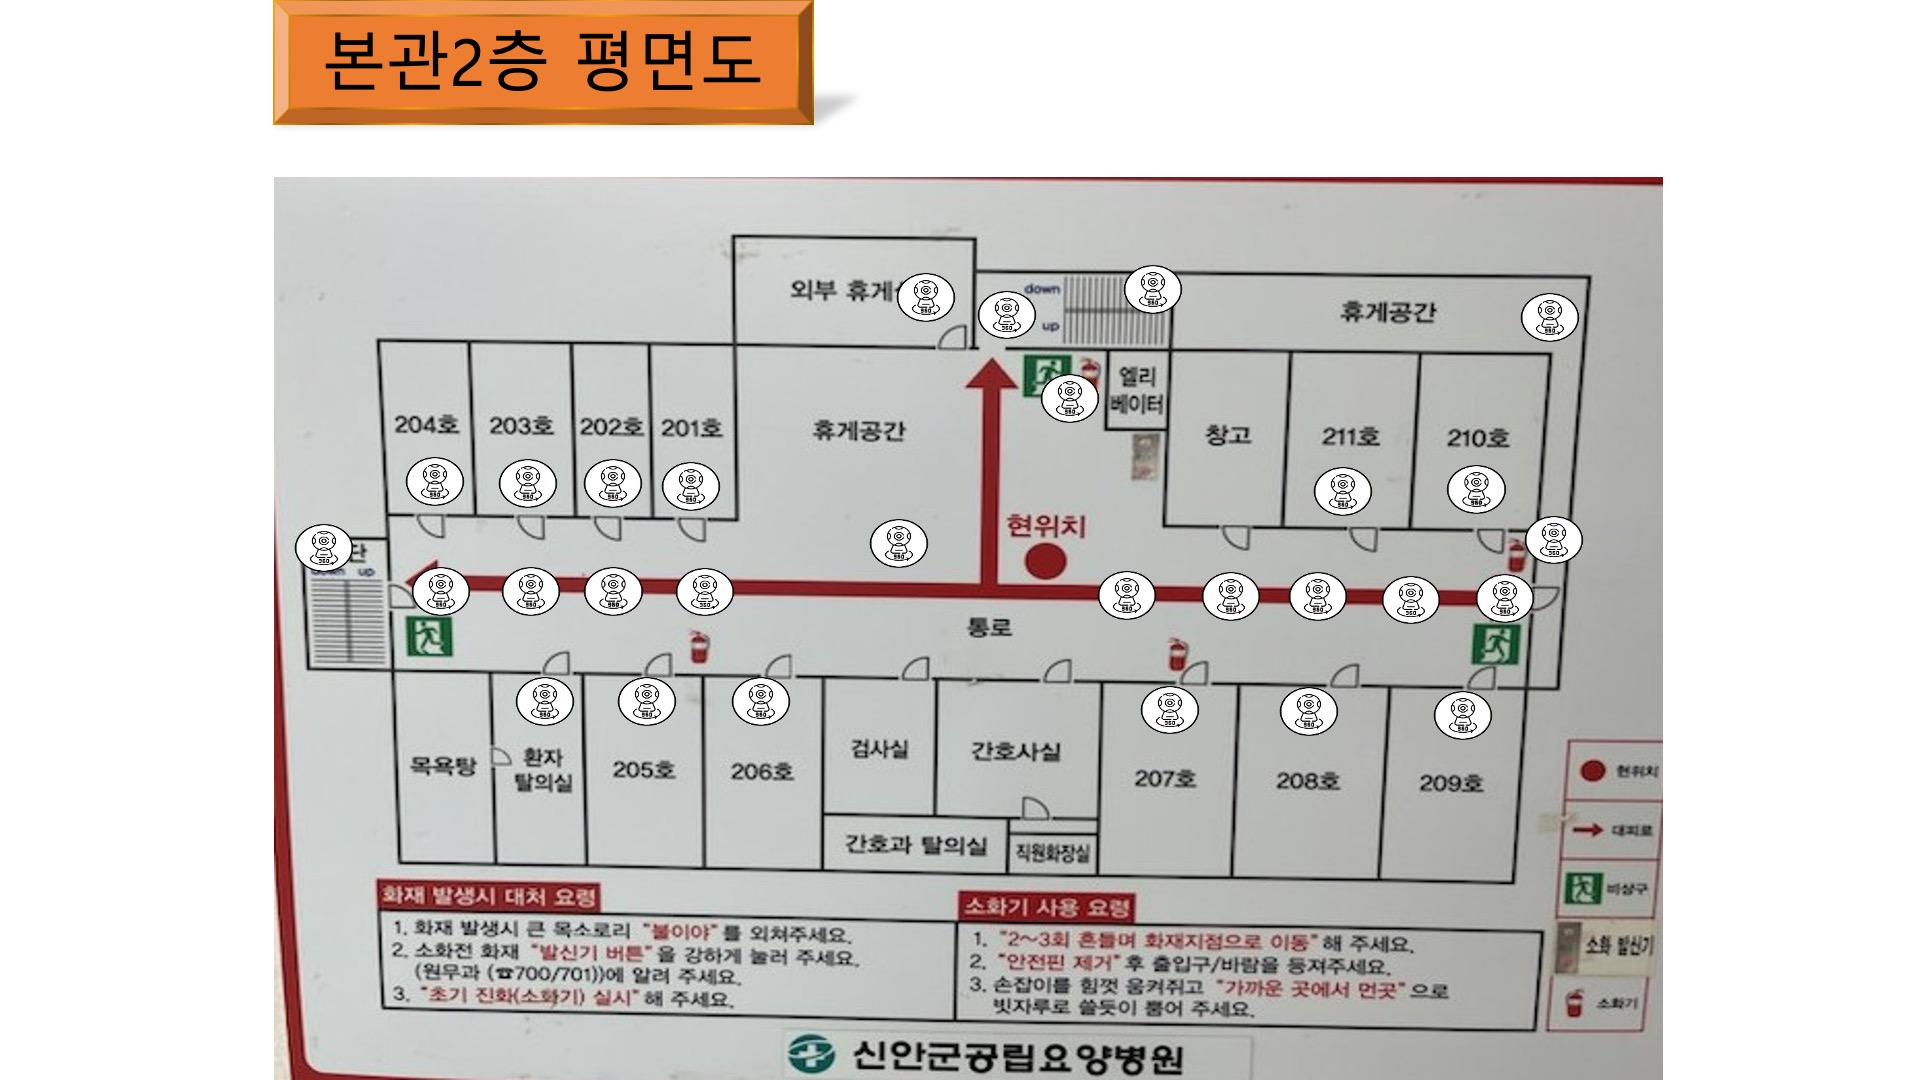 본관2층 평면도
외부 휴게
down
up
휴게공간
엘리
베이터
204호
203호
202호
201호
휴게공간
창고
211호
210호
현위치
단
down up
통로
목욕탕
환자
탈의실
205호
206호
검사실
간호사실
207호
208호
209호
간호과 탈의실
직원화장실
현위치
대피로
비상구
소화 발신기
소화기
화재 발생시 대처 요령
1. 화재 발생시 큰 목소로리 "불이야"를 외쳐주세요.
2. 소화전 화재 "발신기 버튼"을 강하게 눌러 주세요.
(원무과 (☎700/701))에 알려 주세요.
3. "초기 진화(소화기) 실시"해 주세요.
소화기 사용 요령
1. "2~3회 흔들며 화재지점으로 이동"해 주세요.
2. "안전핀 제거"후 출입구/바람을 등져주세요.
3. 손잡이를 힘껏 움켜쥐고 "가까운 곳에서 먼곳"으로
빗자루로 쓸듯이 뿜어 주세요.
신안군공립요양병원